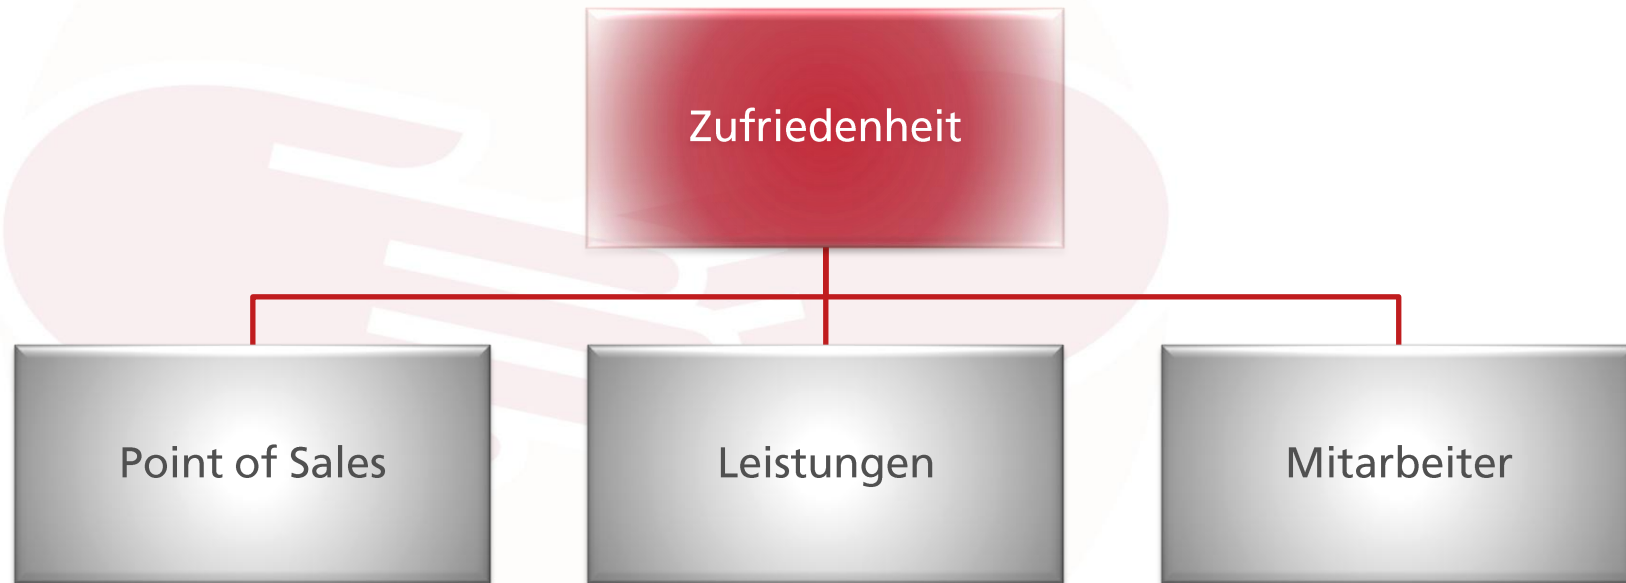 Zufriedenheit
Point of Sales
Leistungen
Mitarbeiter